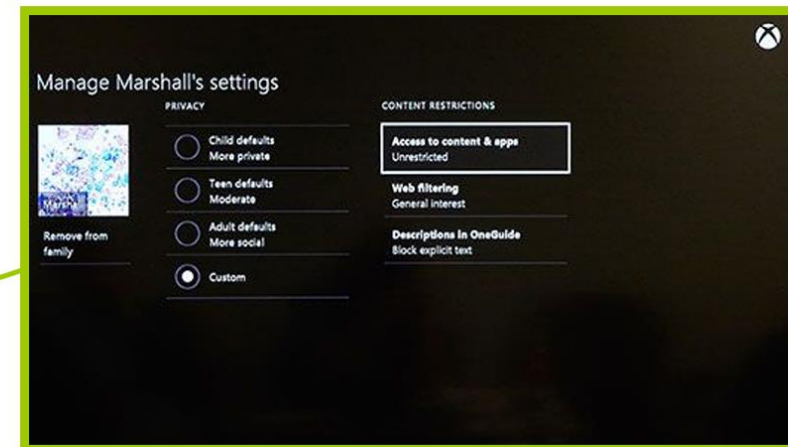 Manage Marshall's settings
PRIVACY
Child defaults
More private
Teen defaults
Moderate
Adult defaults
More social
Custom
CONTENT RESTRICTIONS
Access to content & apps
Unrestricted
Web filtering
General interest
Descriptions in OneGuide
Block explicit text
Marshall
Remove from
family